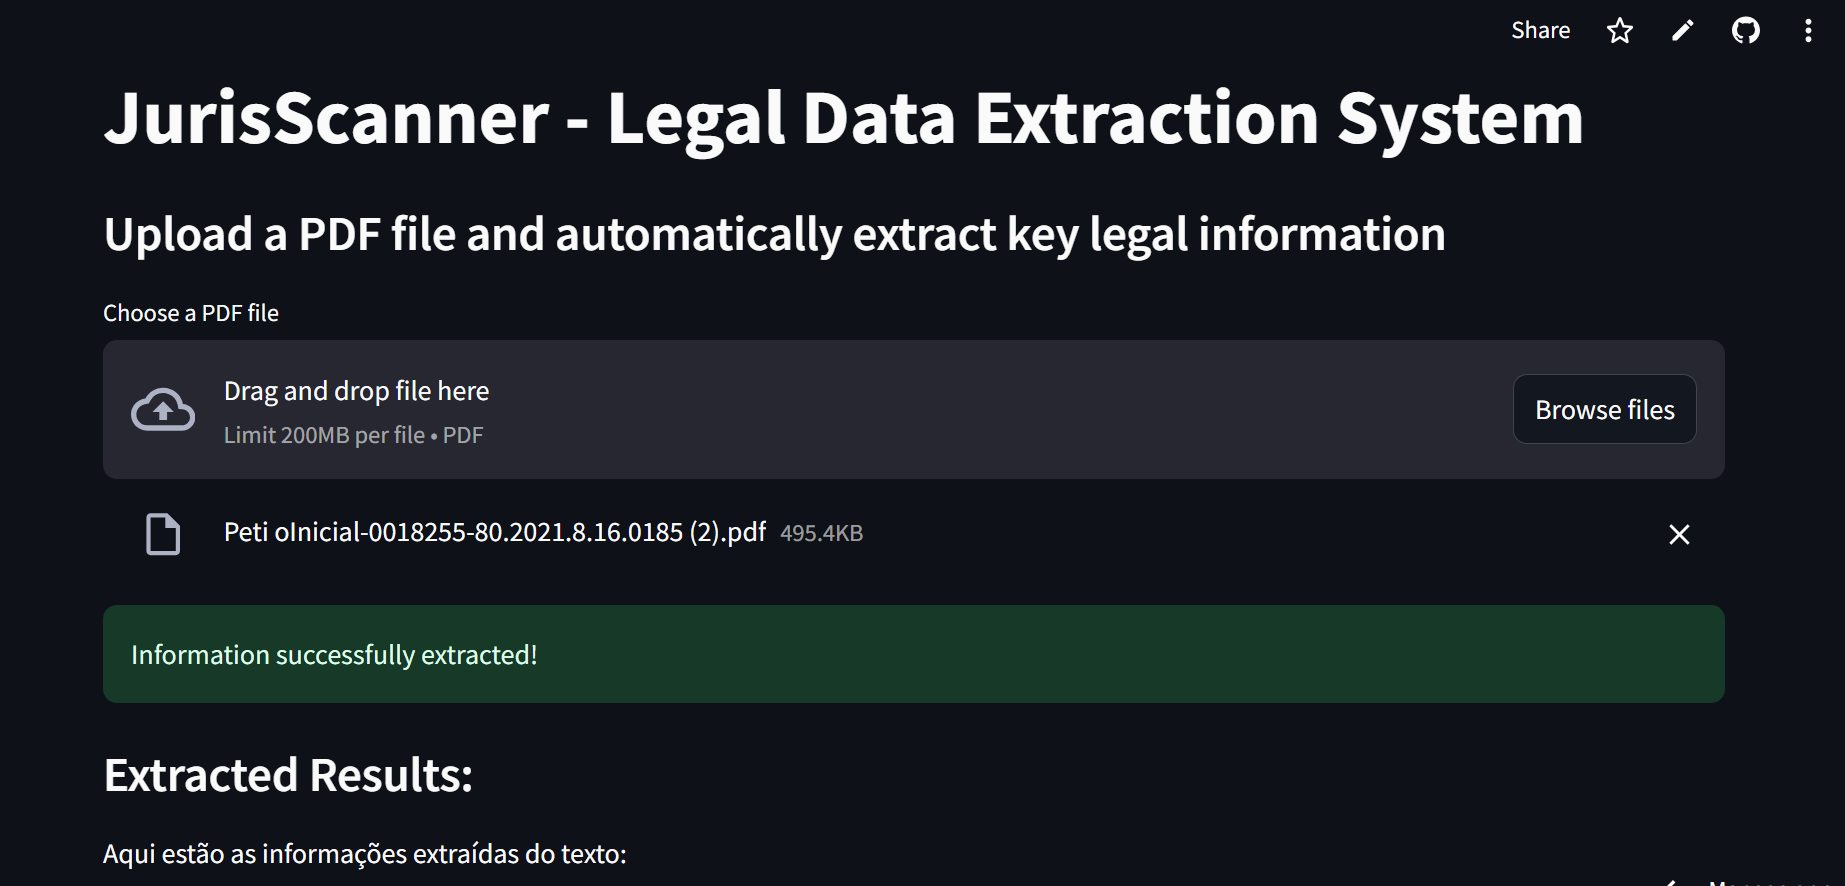 Share
JurisScanner - Legal Data Extraction System
Upload a PDF file and automatically extract key legal information
Choose a PDF file
Drag and drop file here
Limit 200MB per file • PDF
Browse files
Peti oInicial-0018255-80.2021.8.16.0185 (2).pdf 495.4KB
Information successfully extracted!
Extracted Results:
Aqui estão as informações extraídas do texto: